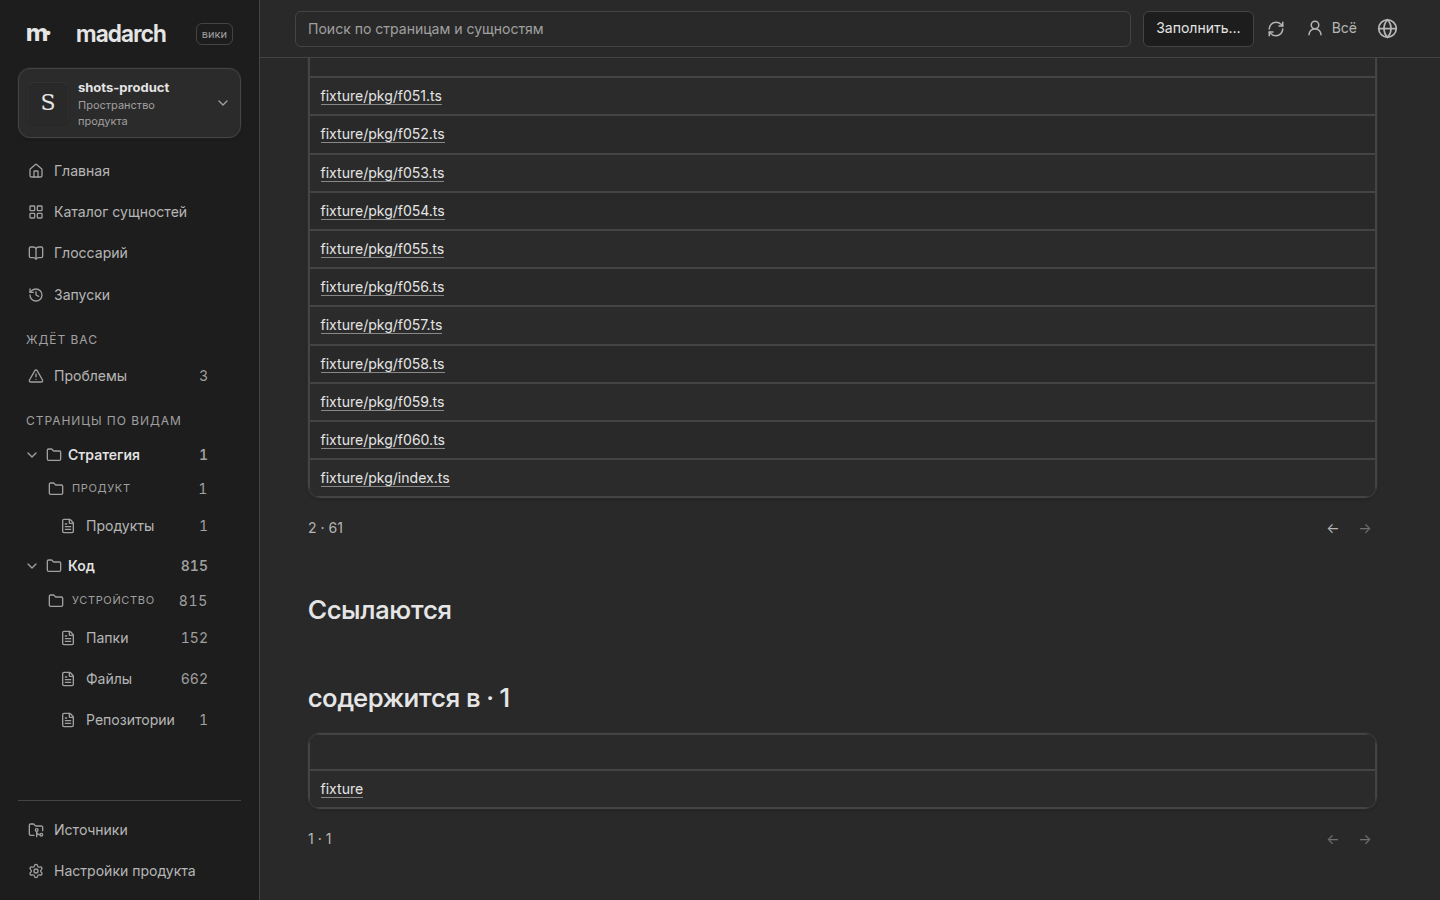 m·
madarch
вики
S
shots-product
Пространство
продукта
Главная
Каталог сущностей
Глоссарий
Запуски
ЖДЁТ ВАС
Проблемы 3
СТРАНИЦЫ ПО ВИДАМ
Стратегия 1
ПРОДУКТ 1
Продукты 1
Код 815
УСТРОЙСТВО 815
Папки 152
Файлы 662
Репозитории 1
Источники
Настройки продукта
Поиск по страницам и сущностям
Заполнить...
Всё
fixture/pkg/f051.ts
fixture/pkg/f052.ts
fixture/pkg/f053.ts
fixture/pkg/f054.ts
fixture/pkg/f055.ts
fixture/pkg/f056.ts
fixture/pkg/f057.ts
fixture/pkg/f058.ts
fixture/pkg/f059.ts
fixture/pkg/f060.ts
fixture/pkg/index.ts
2 · 61
Ссылаются
содержится в · 1
fixture
1 · 1